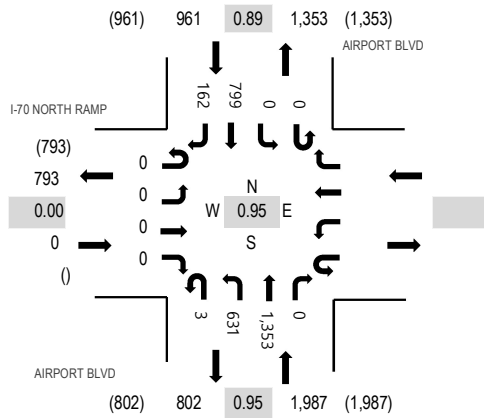 (961) 961 0.89 1,353 (1,353)
AIRPORT BLVD
162 799 0 0
I-70 NORTH RAMP
(793)
793
0.00
0
()
0
0
0
0
N
W 0.95 E
S
3 631 1,353 0
AIRPORT BLVD
(802) 802 0.95 1,987 (1,987)